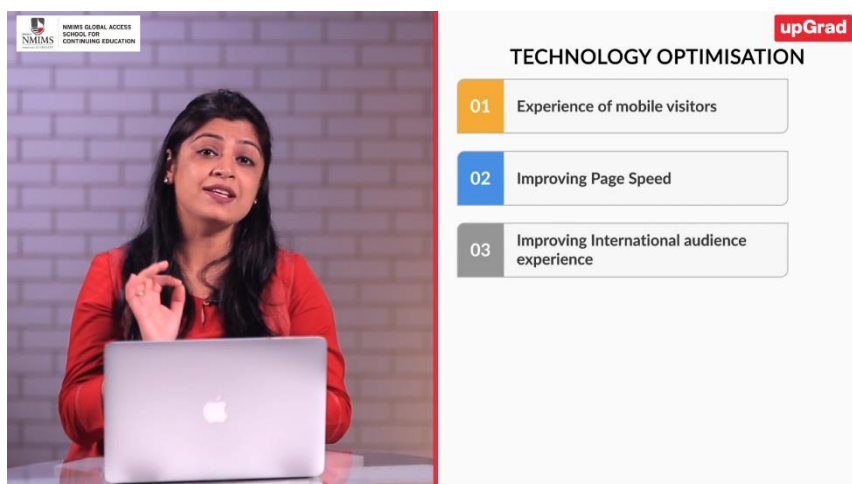 NMIMS
NMIMS GLOBAL ACCESS
SCHOOL FOR
CONTINUING EDUCATION
upGrad
TECHNOLOGY OPTIMISATION
01
Experience of mobile visitors
02
Improving Page Speed
03
Improving International audience
experience